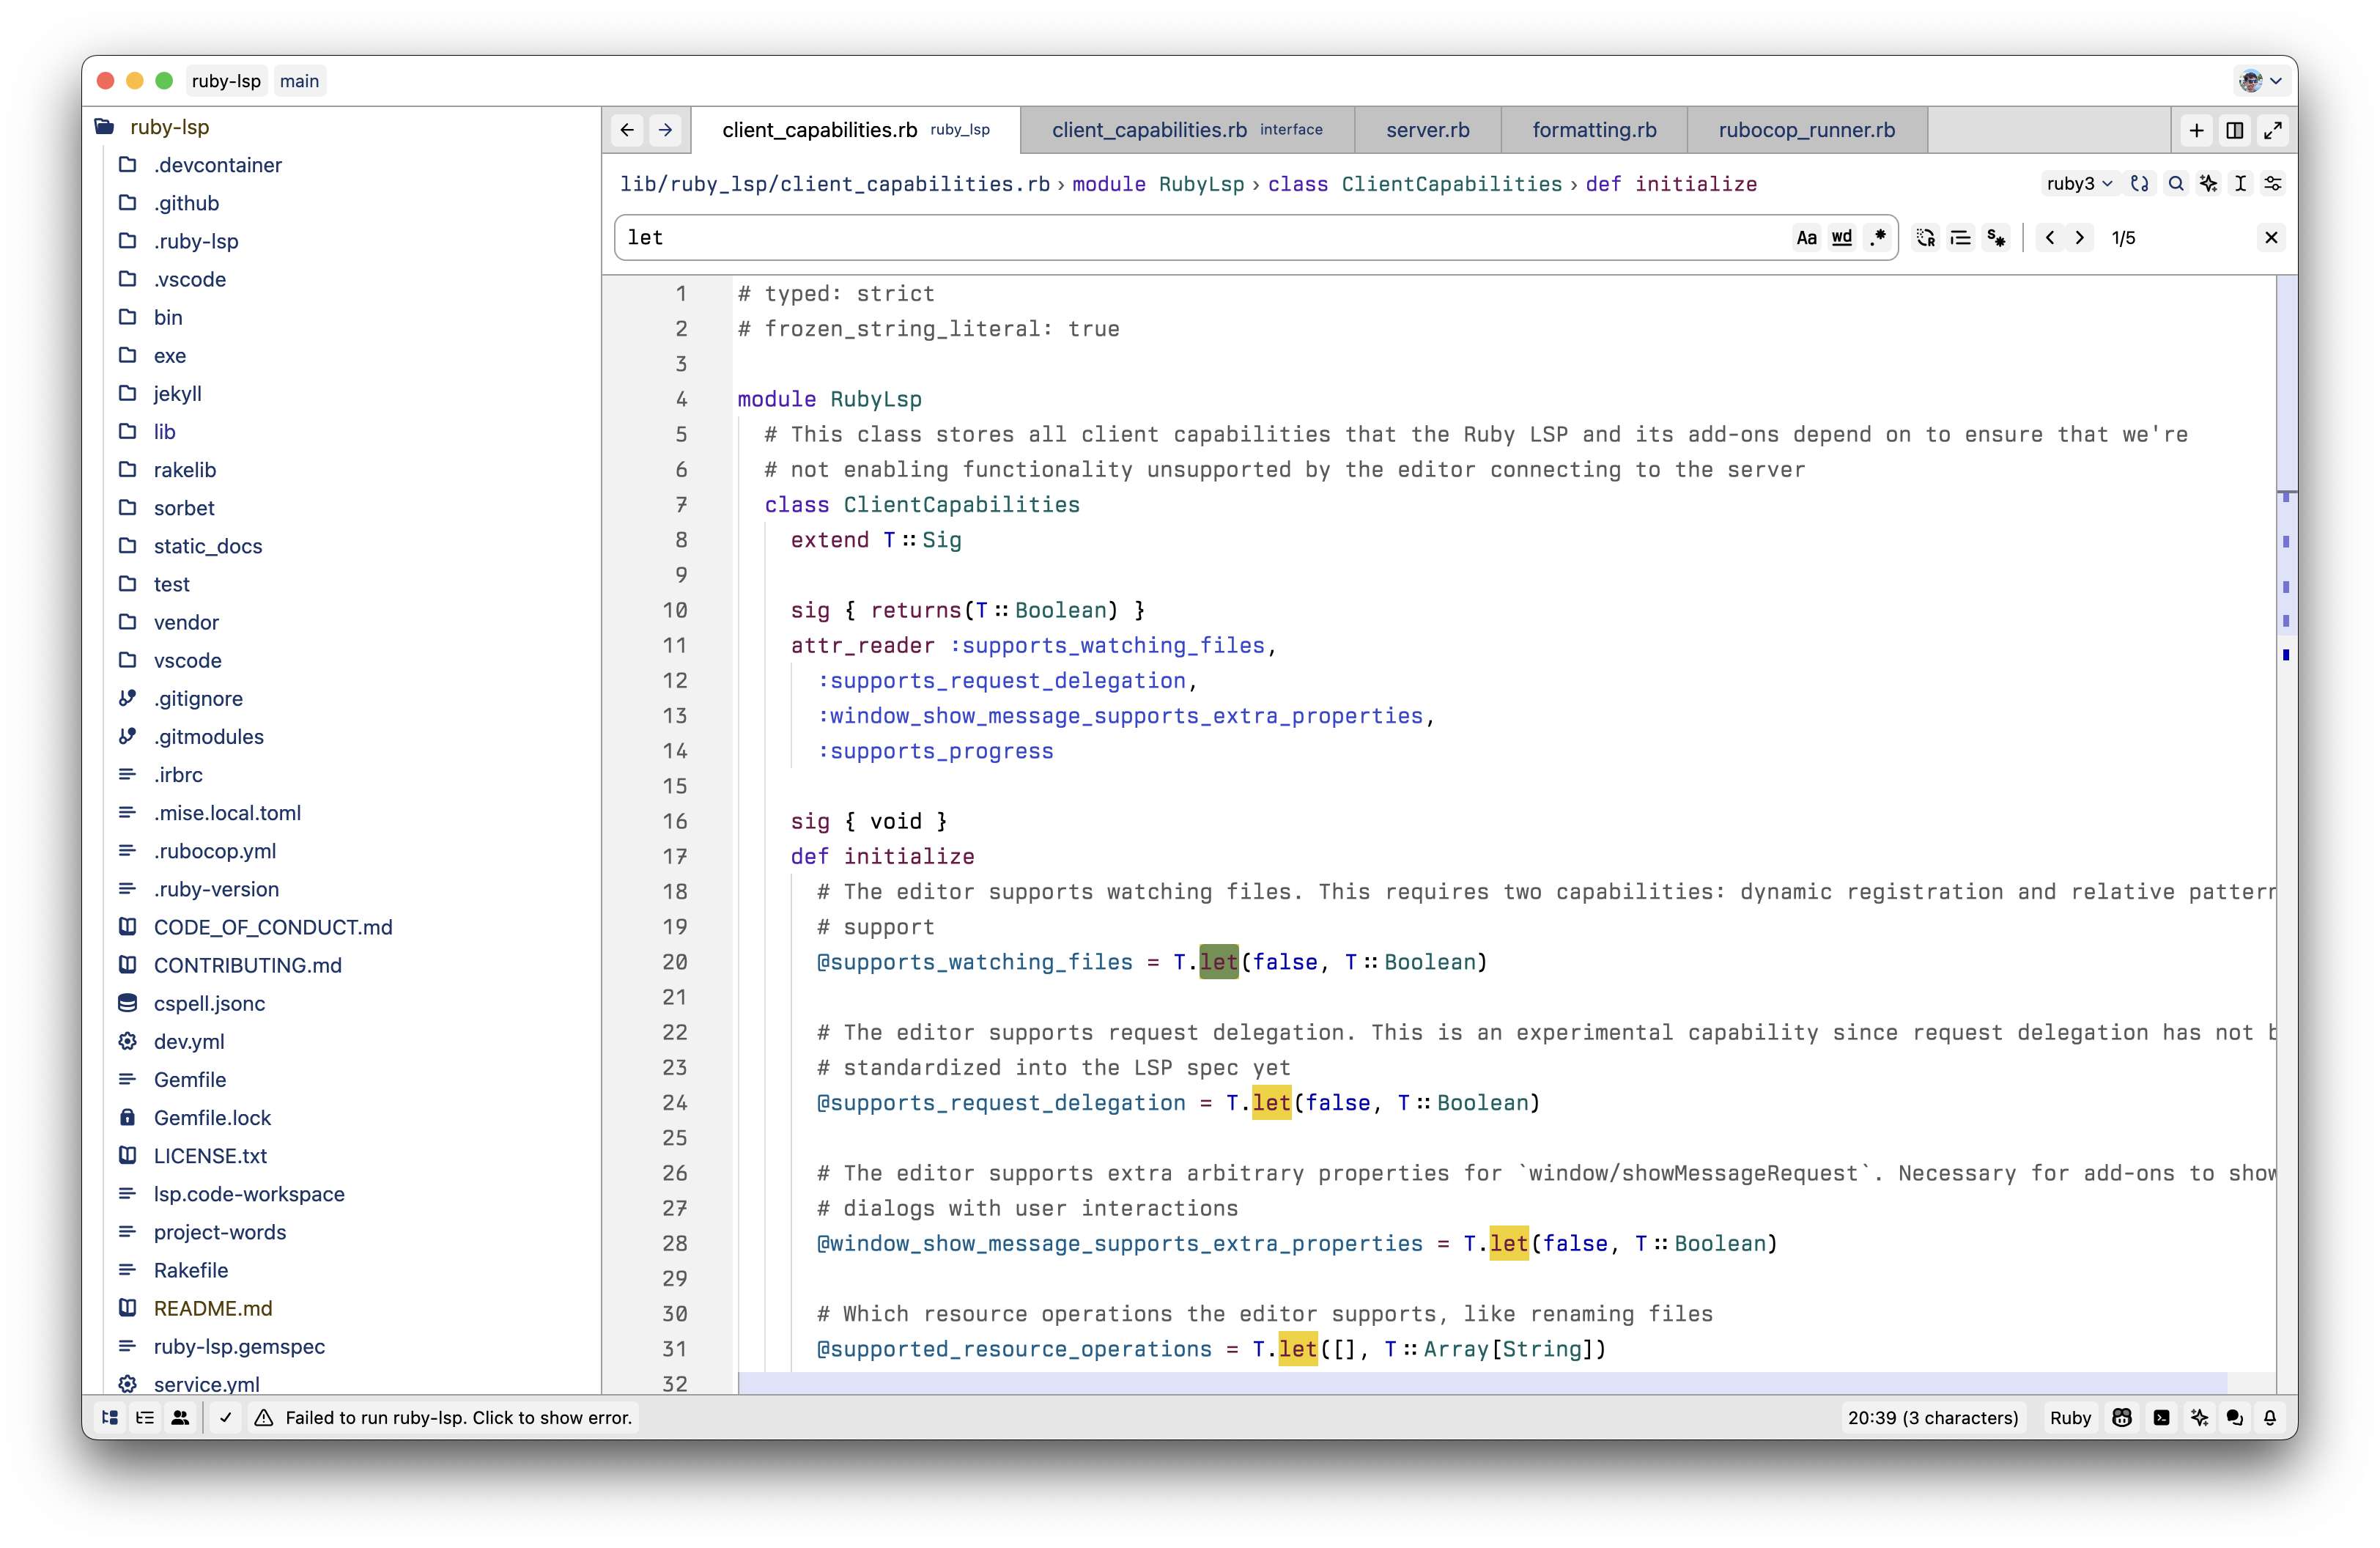 ruby-lsp main
ruby-lsp
.devcontainer
.github
.ruby-lsp
.vscode
bin
exe
jekyll
lib
rakelib
sorbet
static_docs
test
vendor
vscode
.gitignore
.gitmodules
.irbrc
.mise.local.toml
.rubocop.yml
.ruby-version
CODE_OF_CONDUCT.md
CONTRIBUTING.md
cspell.jsonc
dev.yml
Gemfile
Gemfile.lock
LICENSE.txt
lsp.code-workspace
project-words
Rakefile
README.md
ruby-lsp.gemspec
service.yml
client_capabilities.rb ruby_lsp client_capabilities.rb interface server.rb formatting.rb rubocop_runner.rb
lib/ruby_lsp/client_capabilities.rb › module RubyLsp › class ClientCapabilities › def initialize ruby3
let Aa wd .* 1/5
1 # typed: strict
2 # frozen_string_literal: true
3
4 module RubyLsp
5 # This class stores all client capabilities that the Ruby LSP and its add-ons depend on to ensure that we're
6 # not enabling functionality unsupported by the editor connecting to the server
7 class ClientCapabilities
8 extend T::Sig
9
10 sig { returns(T::Boolean) }
11 attr_reader :supports_watching_files,
12 :supports_request_delegation,
13 :window_show_message_supports_extra_properties,
14 :supports_progress
15
16 sig { void }
17 def initialize
18 # The editor supports watching files. This requires two capabilities: dynamic registration and relative pattern
19 # support
20 @supports_watching_files = T.let(false, T::Boolean)
21
22 # The editor supports request delegation. This is an experimental capability since request delegation has not b
23 # standardized into the LSP spec yet
24 @supports_request_delegation = T.let(false, T::Boolean)
25
26 # The editor supports extra arbitrary properties for `window/showMessageRequest`. Necessary for add-ons to show
27 # dialogs with user interactions
28 @window_show_message_supports_extra_properties = T.let(false, T::Boolean)
29
30 # Which resource operations the editor supports, like renaming files
31 @supported_resource_operations = T.let([], T::Array[String])
32
Failed to run ruby-lsp. Click to show error. 20:39 (3 characters) Ruby